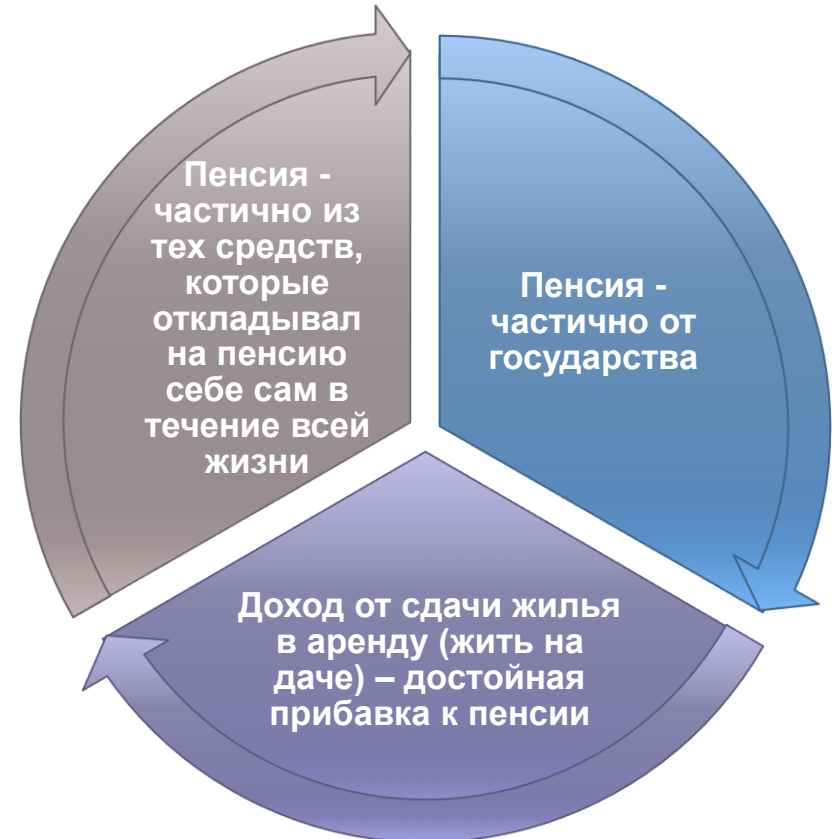 Пенсия -
частично из
тех средств,
которые
откладывал
на пенсию
себе сам в
течение всей
жизни
Пенсия -
частично от
государства
Доход от сдачи жилья
в аренду (жить на
даче) – достойная
прибавка к пенсии